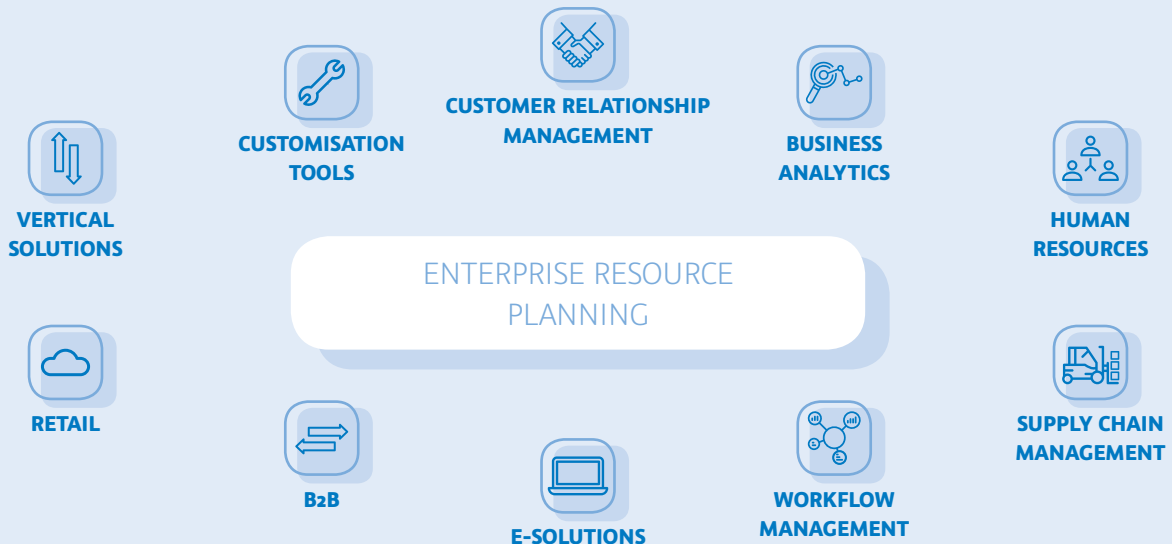 CUSTOMER RELATIONSHIP
MANAGEMENT
CUSTOMISATION
TOOLS
BUSINESS
ANALYTICS
VERTICAL
SOLUTIONS
HUMAN
RESOURCES
ENTERPRISE RESOURCE
PLANNING
RETAIL
SUPPLY CHAIN
MANAGEMENT
B2B
WORKFLOW
MANAGEMENT
E-SOLUTIONS